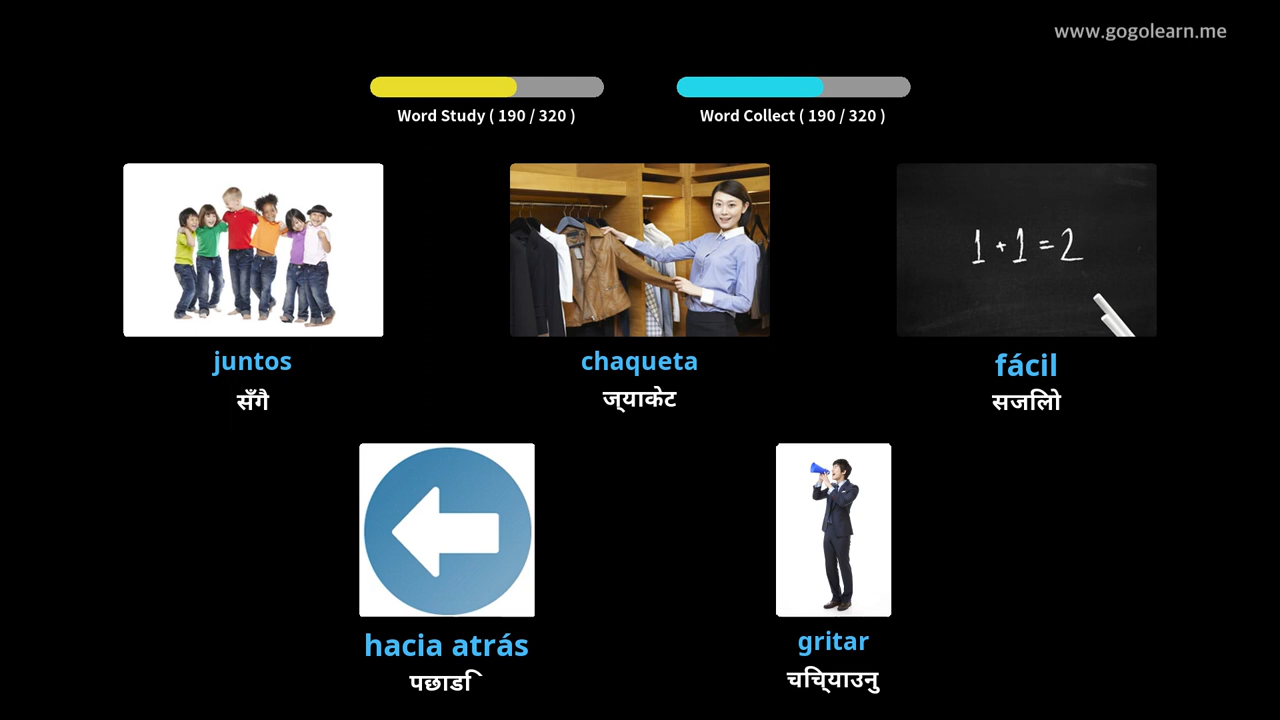 www.gogolearn.me
Word Study ( 190 / 320 )
Word Collect ( 190 / 320 )
1 + 1 = 2
juntos
chaqueta
fácil
सँगै
ज्याकेट
सजिलो
hacia atrás
gritar
पछाडि
चिच्याउनु